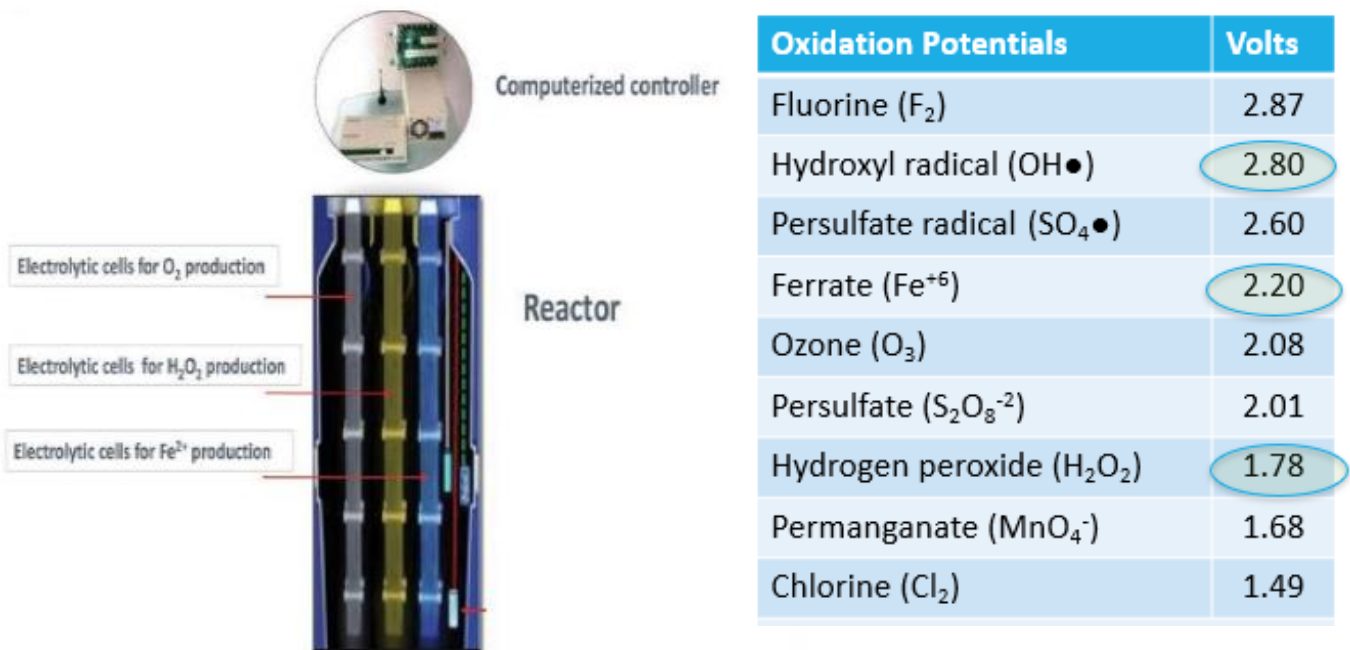 Computerized controller
Electrolytic cells for O₂ production
Reactor
Electrolytic cells for H₂O₂ production
Electrolytic cells for Fe²⁺ production
Oxidation Potentials Volts
Fluorine (F₂) 2.87
Hydroxyl radical (OH●) 2.80
Persulfate radical (SO₄●) 2.60
Ferrate (Fe⁺⁶) 2.20
Ozone (O₃) 2.08
Persulfate (S₂O₈⁻²) 2.01
Hydrogen peroxide (H₂O₂) 1.78
Permanganate (MnO₄⁻) 1.68
Chlorine (Cl₂) 1.49